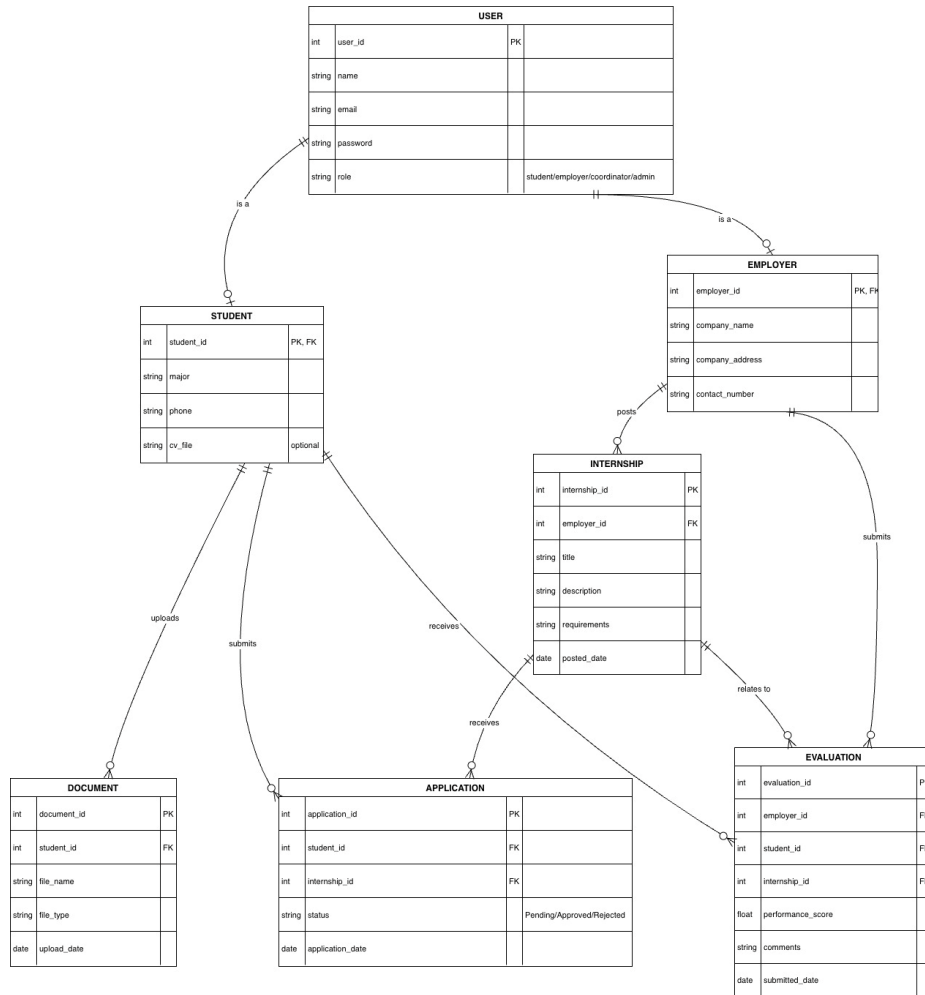 USER
int user_id PK
string name
string email
string password
string role student/employer/coordinator/admin
is a
is a
EMPLOYER
int employer_id PK, FK
string company_name
string company_address
string contact_number
STUDENT
int student_id PK, FK
string major
string phone
string cv_file optional
posts
INTERNSHIP
int internship_id PK
int employer_id FK
string title
string description
string requirements
date posted_date
submits
uploads
submits
receives
relates to
receives
EVALUATION
int evaluation_id P
int employer_id F
int student_id F
int internship_id F
float performance_score
string comments
date submitted_date
DOCUMENT
int document_id PK
int student_id FK
string file_name
string file_type
date upload_date
APPLICATION
int application_id PK
int student_id FK
int internship_id FK
string status Pending/Approved/Rejected
date application_date